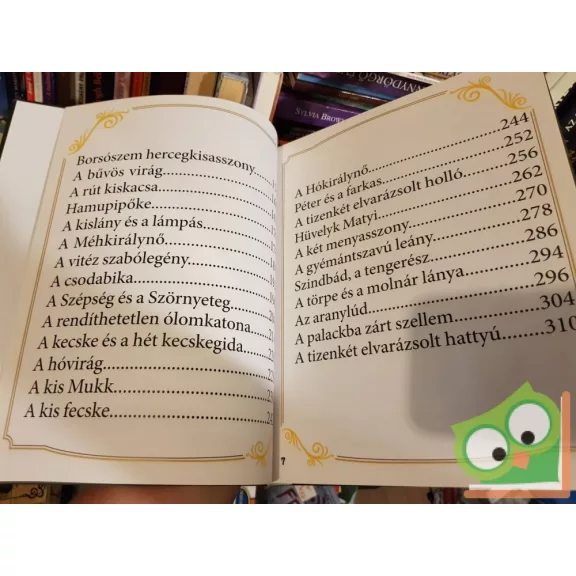 NYDÖRGŐ
SYLVIA BROW
Borsószem hercegkisasszony
A bűvös virág
A rút kiskacsa
Hamupipőke
A kislány és a lámpás
A Méhkirálynő
A vitéz szabólegény
A csodabika
A Szépség és a Szörnyeteg
A rendíthetetlen ólomkatona
A kecske és a hét kecskegida
A hóvirág
A kis Mukk
A kis fecske
A Hókirálynő 244
Péter és a farkas 252
A tizenkét elvarázsolt holló 256
Hüvelyk Matyi 262
A két menyasszony 270
A gyémántszavú leány 278
Szindbád, a tengerész 286
A törpe és a molnár lánya 294
Az aranylúd 296
A palackba zárt szellem 304
A tizenkét elvarázsolt hattyú 310
7